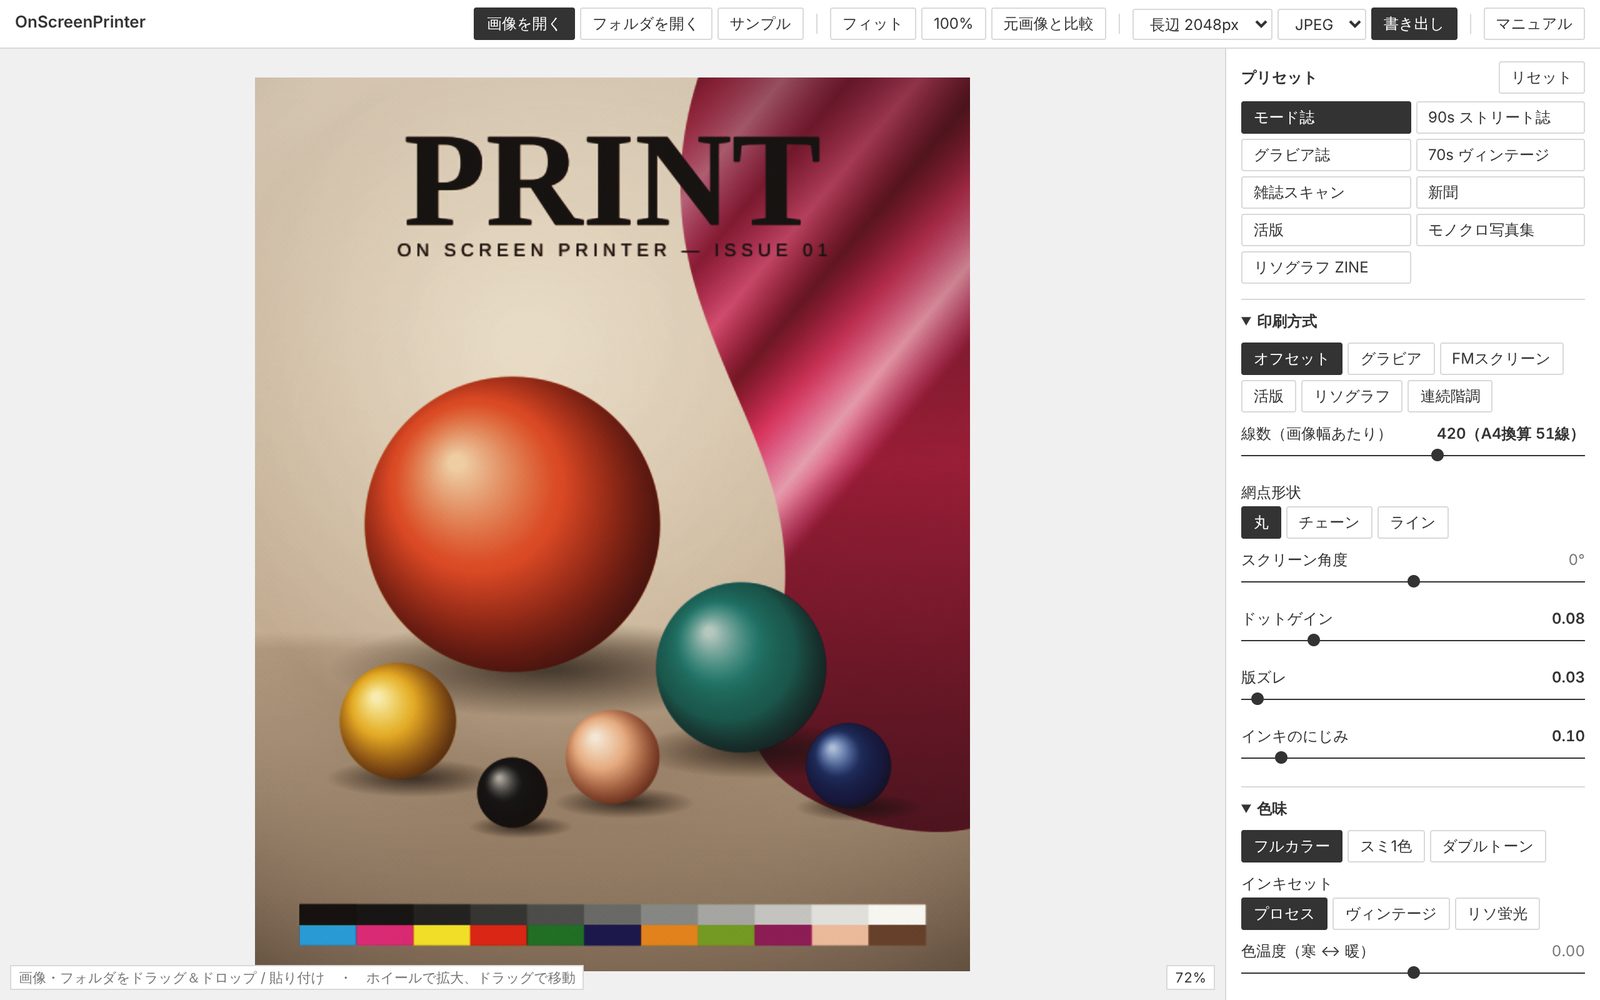 OnScreenPrinter
画像を開く
フォルダを開く
サンプル
フィット
100%
元画像と比較
長辺 2048px
JPEG
書き出し
マニュアル
PRINT
ON SCREEN PRINTER — ISSUE 01
画像・フォルダをドラッグ＆ドロップ / 貼り付け　・　ホイールで拡大、ドラッグで移動
72%
プリセット
リセット
モード誌
90s ストリート誌
グラビア誌
70s ヴィンテージ
雑誌スキャン
新聞
活版
モノクロ写真集
リソグラフ ZINE
▼ 印刷方式
オフセット
グラビア
FMスクリーン
活版
リソグラフ
連続階調
線数（画像幅あたり）
420（A4換算 51線）
網点形状
丸
チェーン
ライン
スクリーン角度
0°
ドットゲイン
0.08
版ズレ
0.03
インキのにじみ
0.10
▼ 色味
フルカラー
スミ1色
ダブルトーン
インキセット
プロセス
ヴィンテージ
リソ蛍光
色温度（寒 ↔ 暖）
0.00